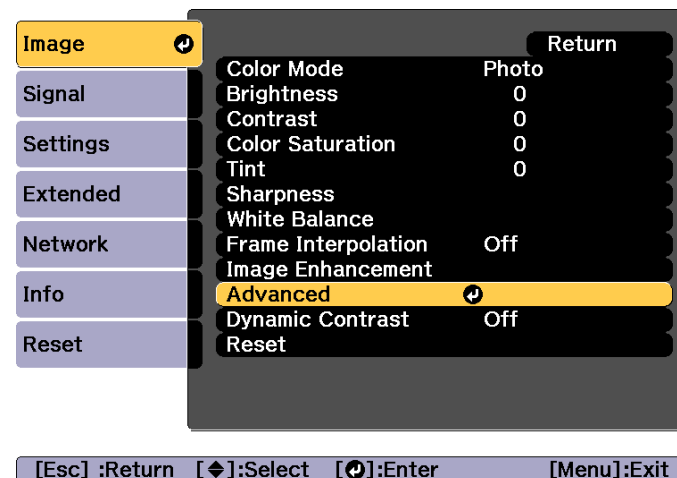 Image
Signal
Settings
Extended
Network
Info
Reset
Return
Color Mode Photo
Brightness 0
Contrast 0
Color Saturation 0
Tint 0
Sharpness
White Balance
Frame Interpolation Off
Image Enhancement
Advanced
Dynamic Contrast Off
Reset
[Esc] :Return [◆]:Select [↵]:Enter [Menu]:Exit